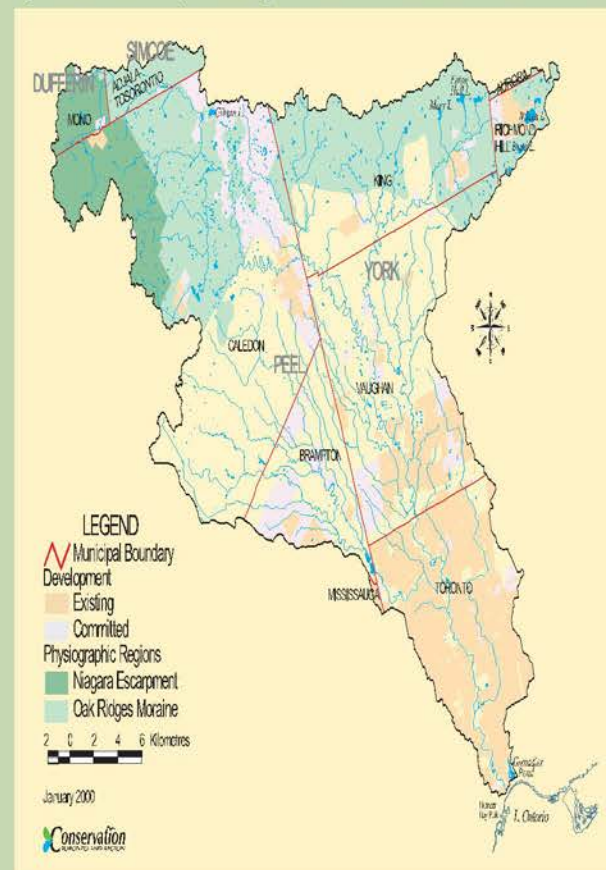 SIMCOE
DUFFERIN
ADJALA-
TOSORONTIO
MONO
AURORA
RICHMOND
HILL
KING
YORK
CALEDON
PEEL
VAUGHAN
BRAMPTON
MISSISSAUGA
TORONTO
LEGEND
Municipal Boundary
Development
Existing
Committed
Physiographic Regions
Niagara Escarpment
Oak Ridges Moraine
2 0 2 4 6 Kilometres
January 2000
Conservation
Grenadier
Pond
L. Ontario